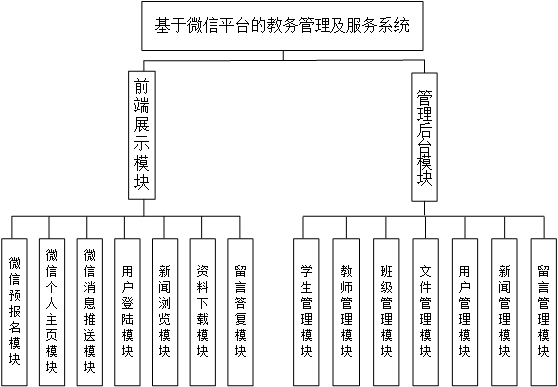 基于微信平台的教务管理及服务系统
前端展示模块
管理后台模块
微信预报名模块
微信个人主页模块
微信消息推送模块
用户登陆模块
新闻浏览模块
资料下载模块
留言答复模块
学生管理模块
教师管理模块
班级管理模块
文件管理模块
用户管理模块
新闻管理模块
留言管理模块